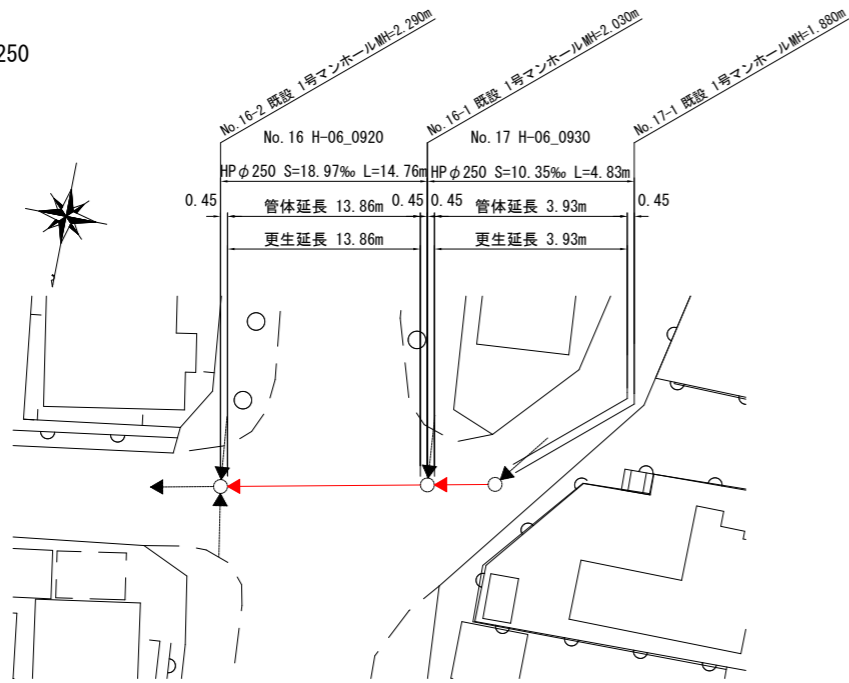 250
No.16-2 既設 1号マンホールMH=2.290m
No.16-1 既設 1号マンホールMH=2.030m
No.17-1 既設 1号マンホールMH=1.880m
No.16 H-06_0920
No.17 H-06_0930
HPφ250 S=18.97‰ L=14.76m
HPφ250 S=10.35‰ L=4.83m
0.45
管体延長 13.86m
0.45
0.45
管体延長 3.93m
0.45
更生延長 13.86m
更生延長 3.93m